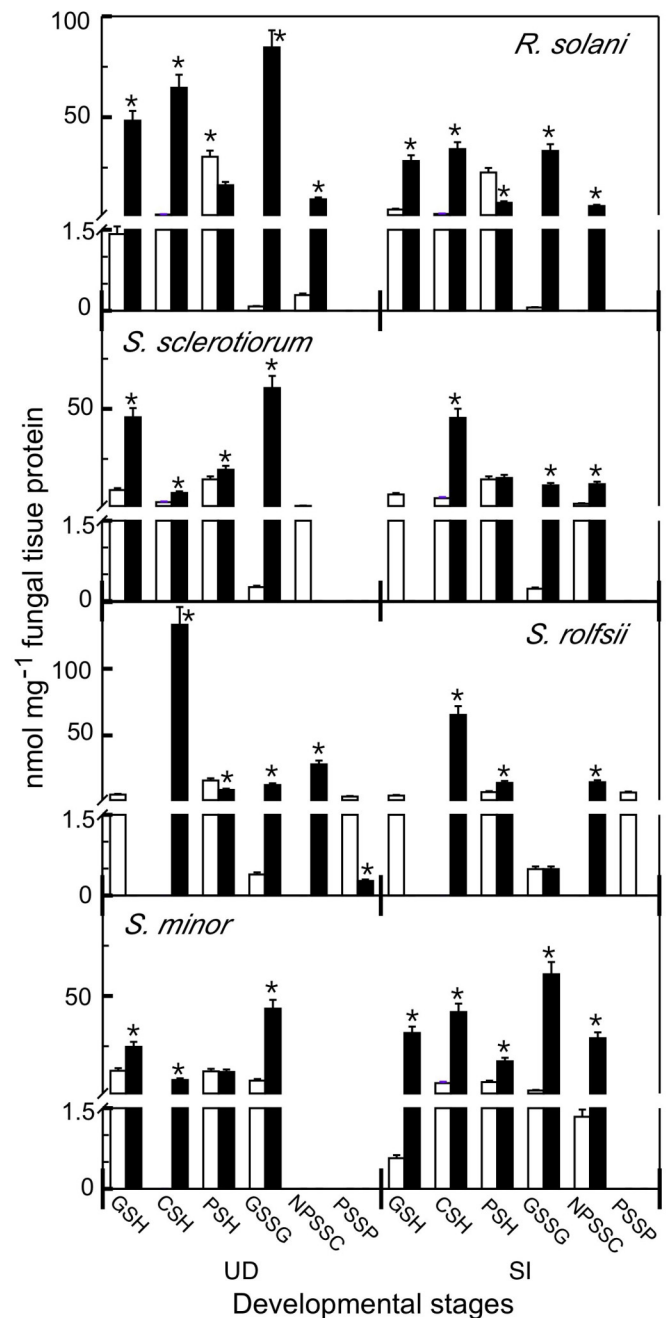 100
R. solani
* * * * *
* * * * *
50
1.5
0
S. sclerotiorum
50
* * * *
* * *
1.5
0
S. rolfsii
100
50
* * * * *
* * *
1.5
0
S. minor
50
* * *
* * * * *
1.5
0
nmol mg-1 fungal tisue protein
GSH CSH PSH GSSG NPSSC PSSP GSH CSH PSH GSSG NPSSC PSSP
UD SI
Developmental stages